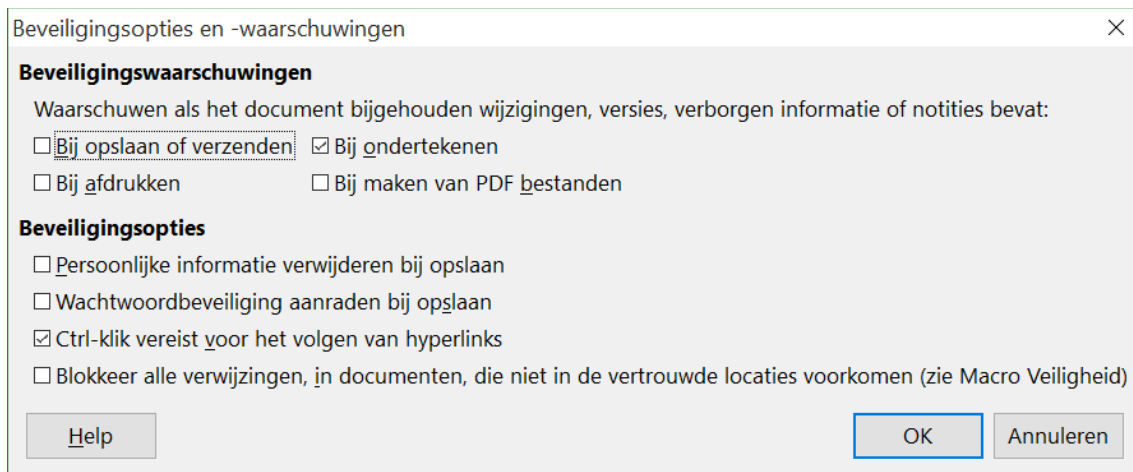 Beveiligingsopties en -waarschuwingen
Beveiligingswaarschuwingen
Waarschuwen als het document bijgehouden wijzigingen, versies, verborgen informatie of notities bevat:
Bij opslaan of verzenden Bij ondertekenen
Bij afdrukken Bij maken van PDF bestanden
Beveiligingsopties
Persoonlijke informatie verwijderen bij opslaan
Wachtwoordbeveiliging aanraden bij opslaan
Ctrl-klik vereist voor het volgen van hyperlinks
Blokkeer alle verwijzingen, in documenten, die niet in de vertrouwde locaties voorkomen (zie Macro Veiligheid)
Help OK Annuleren